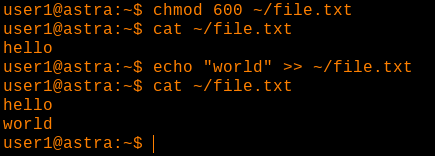 user1@astra:~$ chmod 600 ~/file.txt
user1@astra:~$ cat ~/file.txt
hello
user1@astra:~$ echo "world" >> ~/file.txt
user1@astra:~$ cat ~/file.txt
hello
world
user1@astra:~$